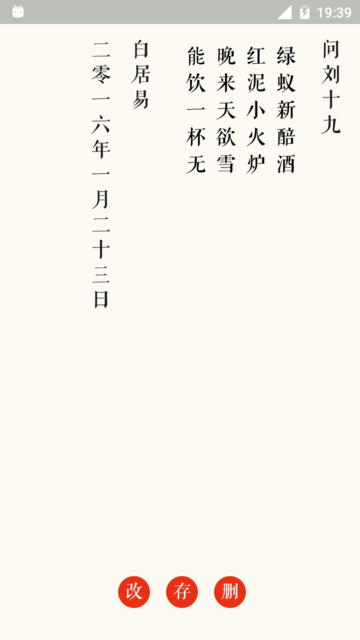 19:39
问刘十九
绿蚁新醅酒
红泥小火炉
晚来天欲雪
能饮一杯无
白居易
二零一六年一月二十三日
改
存
删